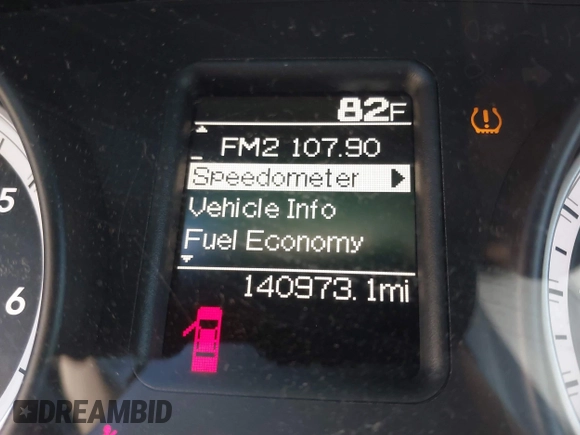 82F
FM2 107.90
Speedometer
Vehicle Info
Fuel Economy
140973.1mi
5
6
DREAMBID